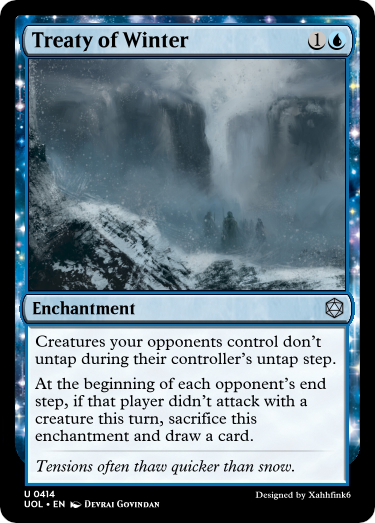 Treaty of Winter 1
Enchantment
Creatures your opponents control don't
untap during their controller's untap step.
At the beginning of each opponent's end
step, if that player didn't attack with a
creature this turn, sacrifice this
enchantment and draw a card.
Tensions often thaw quicker than snow.
U 0414
UOL • EN Devrai Govindan
Designed by Xahhfink6